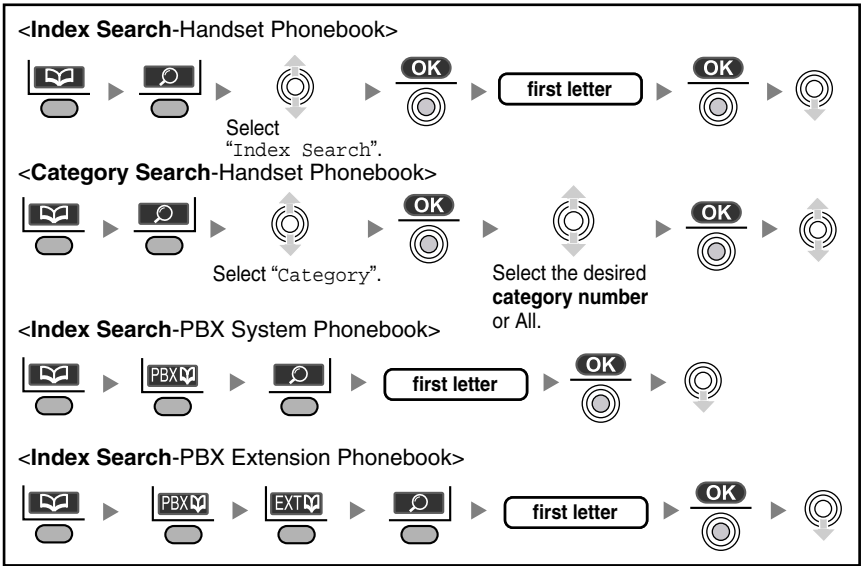 <Index Search-Handset Phonebook>
OK first letter OK
Select
“Index Search”.
<Category Search-Handset Phonebook>
OK OK
Select “Category”. Select the desired
category number
or All.
<Index Search-PBX System Phonebook>
PBX first letter OK
<Index Search-PBX Extension Phonebook>
PBX EXT first letter OK